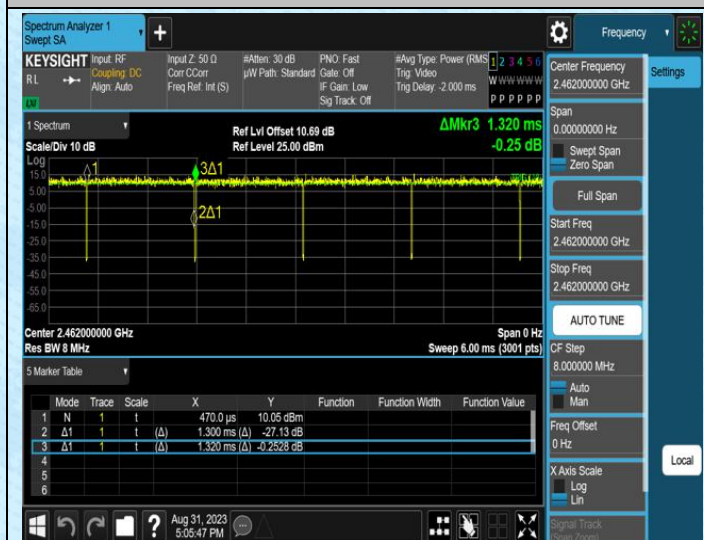 Spectrum Analyzer 1
Swept SA
+
Frequency
KEYSIGHT
RL
Input: RF
Coupling: DC
Align: Auto
Input Z: 50 Ω
Corr CCorr
Freq Ref: Int (S)
#Atten: 30 dB
µW Path: Standard
PNO: Fast
Gate: Off
IF Gain: Low
Sig Track: Off
#Avg Type: Power (RMS
Trig: Video
Trig Delay: -2.000 ms
1 2 3 4 5 6
W W W W W W
P P P P P P
1 Spectrum
Scale/Div 10 dB
Ref Lvl Offset 10.69 dB
Ref Level 25.00 dBm
ΔMkr3 1.320 ms
-0.25 dB
Log
15.0
5.00
-5.00
-15.0
-25.0
-35.0
-45.0
-55.0
-65.0
1
3Δ1
2Δ1
Center 2.462000000 GHz
Res BW 8 MHz
Span 0 Hz
Sweep 6.00 ms (3001 pts)
5 Marker Table
Mode Trace Scale X Y Function Function Width Function Value
1 N 1 t 470.0 µs 10.05 dBm
2 Δ1 1 t (Δ) 1.300 ms (Δ) -27.13 dB
3 Δ1 1 t (Δ) 1.320 ms (Δ) -0.2528 dB
4
5
6
Aug 31, 2023
5:05:47 PM
Center Frequency
2.462000000 GHz
Settings
Span
0.00000000 Hz
Swept Span
Zero Span
Full Span
Start Freq
2.462000000 GHz
Stop Freq
2.462000000 GHz
AUTO TUNE
CF Step
8.000000 MHz
Auto
Man
Freq Offset
0 Hz
X Axis Scale
Log
Lin
Local
Signal Track
(Span Zoom)